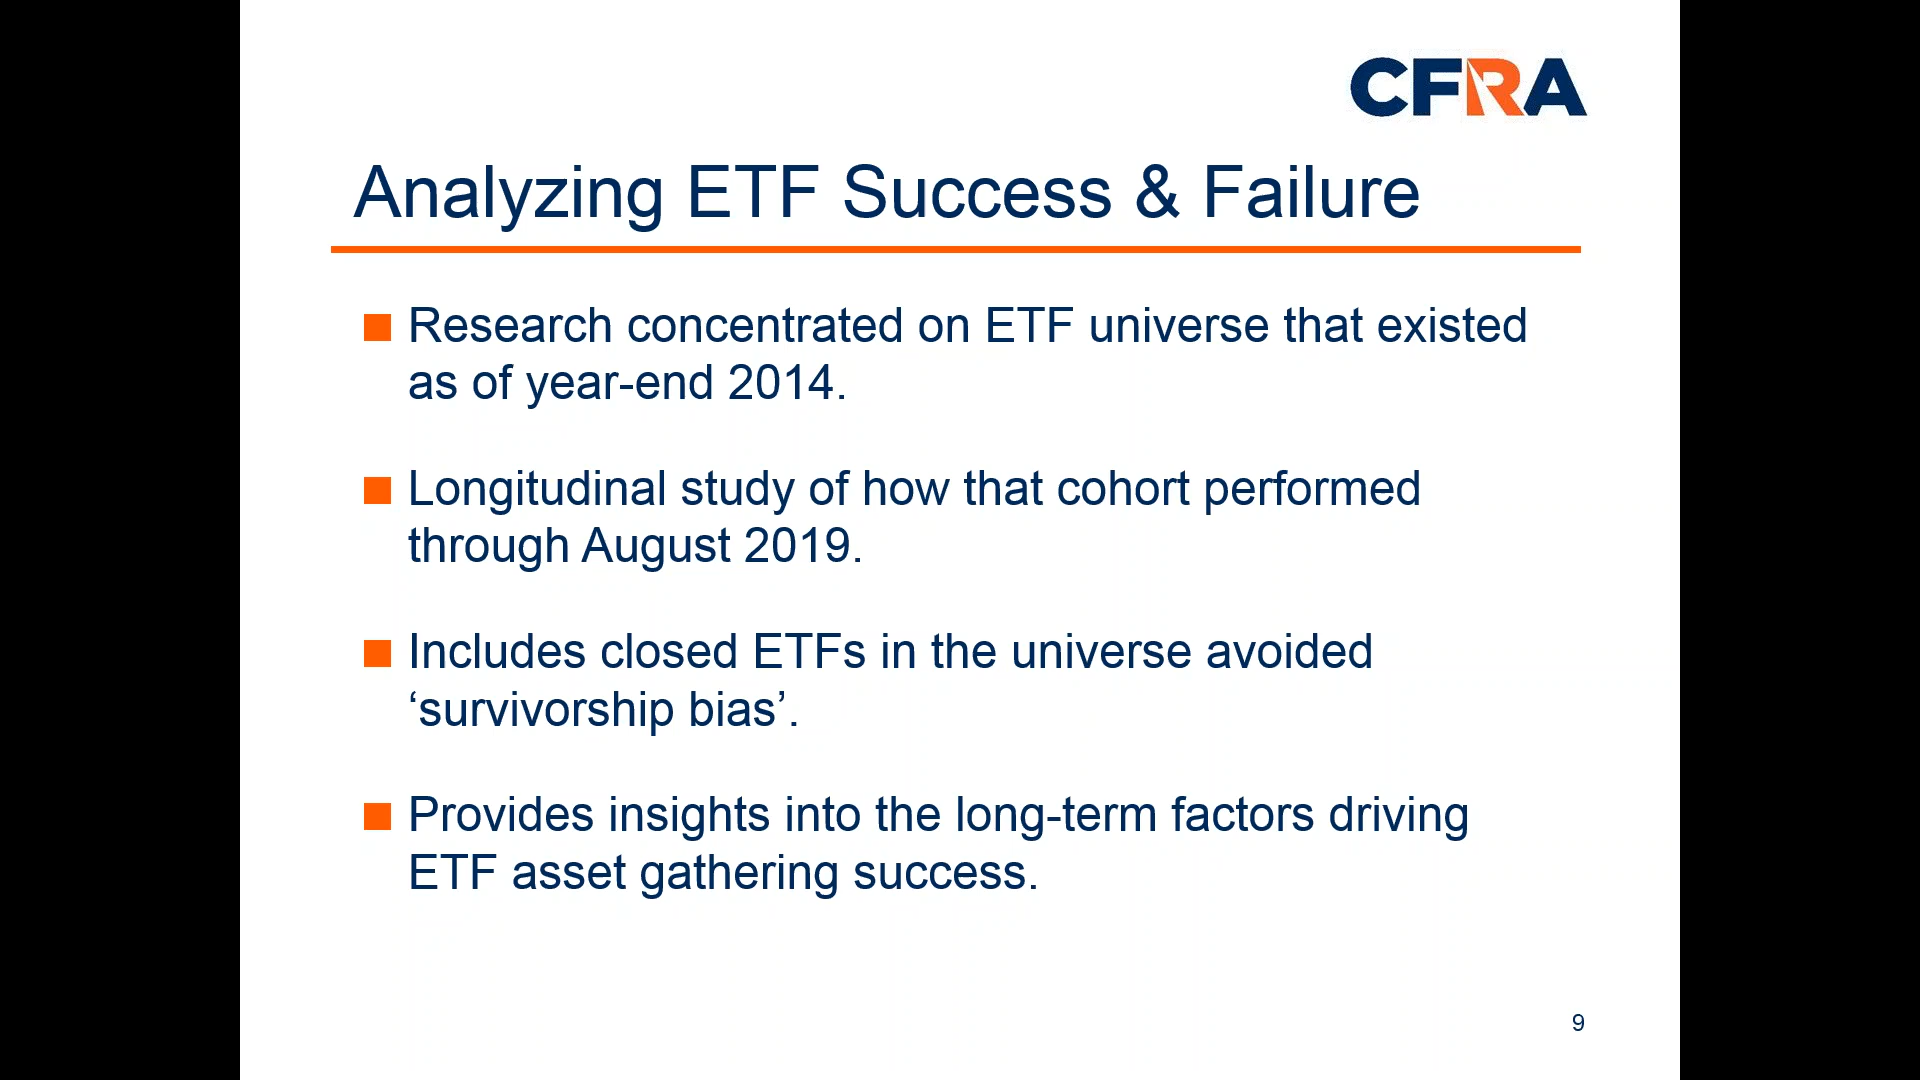 CFRA
Analyzing ETF Success & Failure
Research concentrated on ETF universe that existed
as of year-end 2014.
Longitudinal study of how that cohort performed
through August 2019.
Includes closed ETFs in the universe avoided
‘survivorship bias’.
Provides insights into the long-term factors driving
ETF asset gathering success.
9